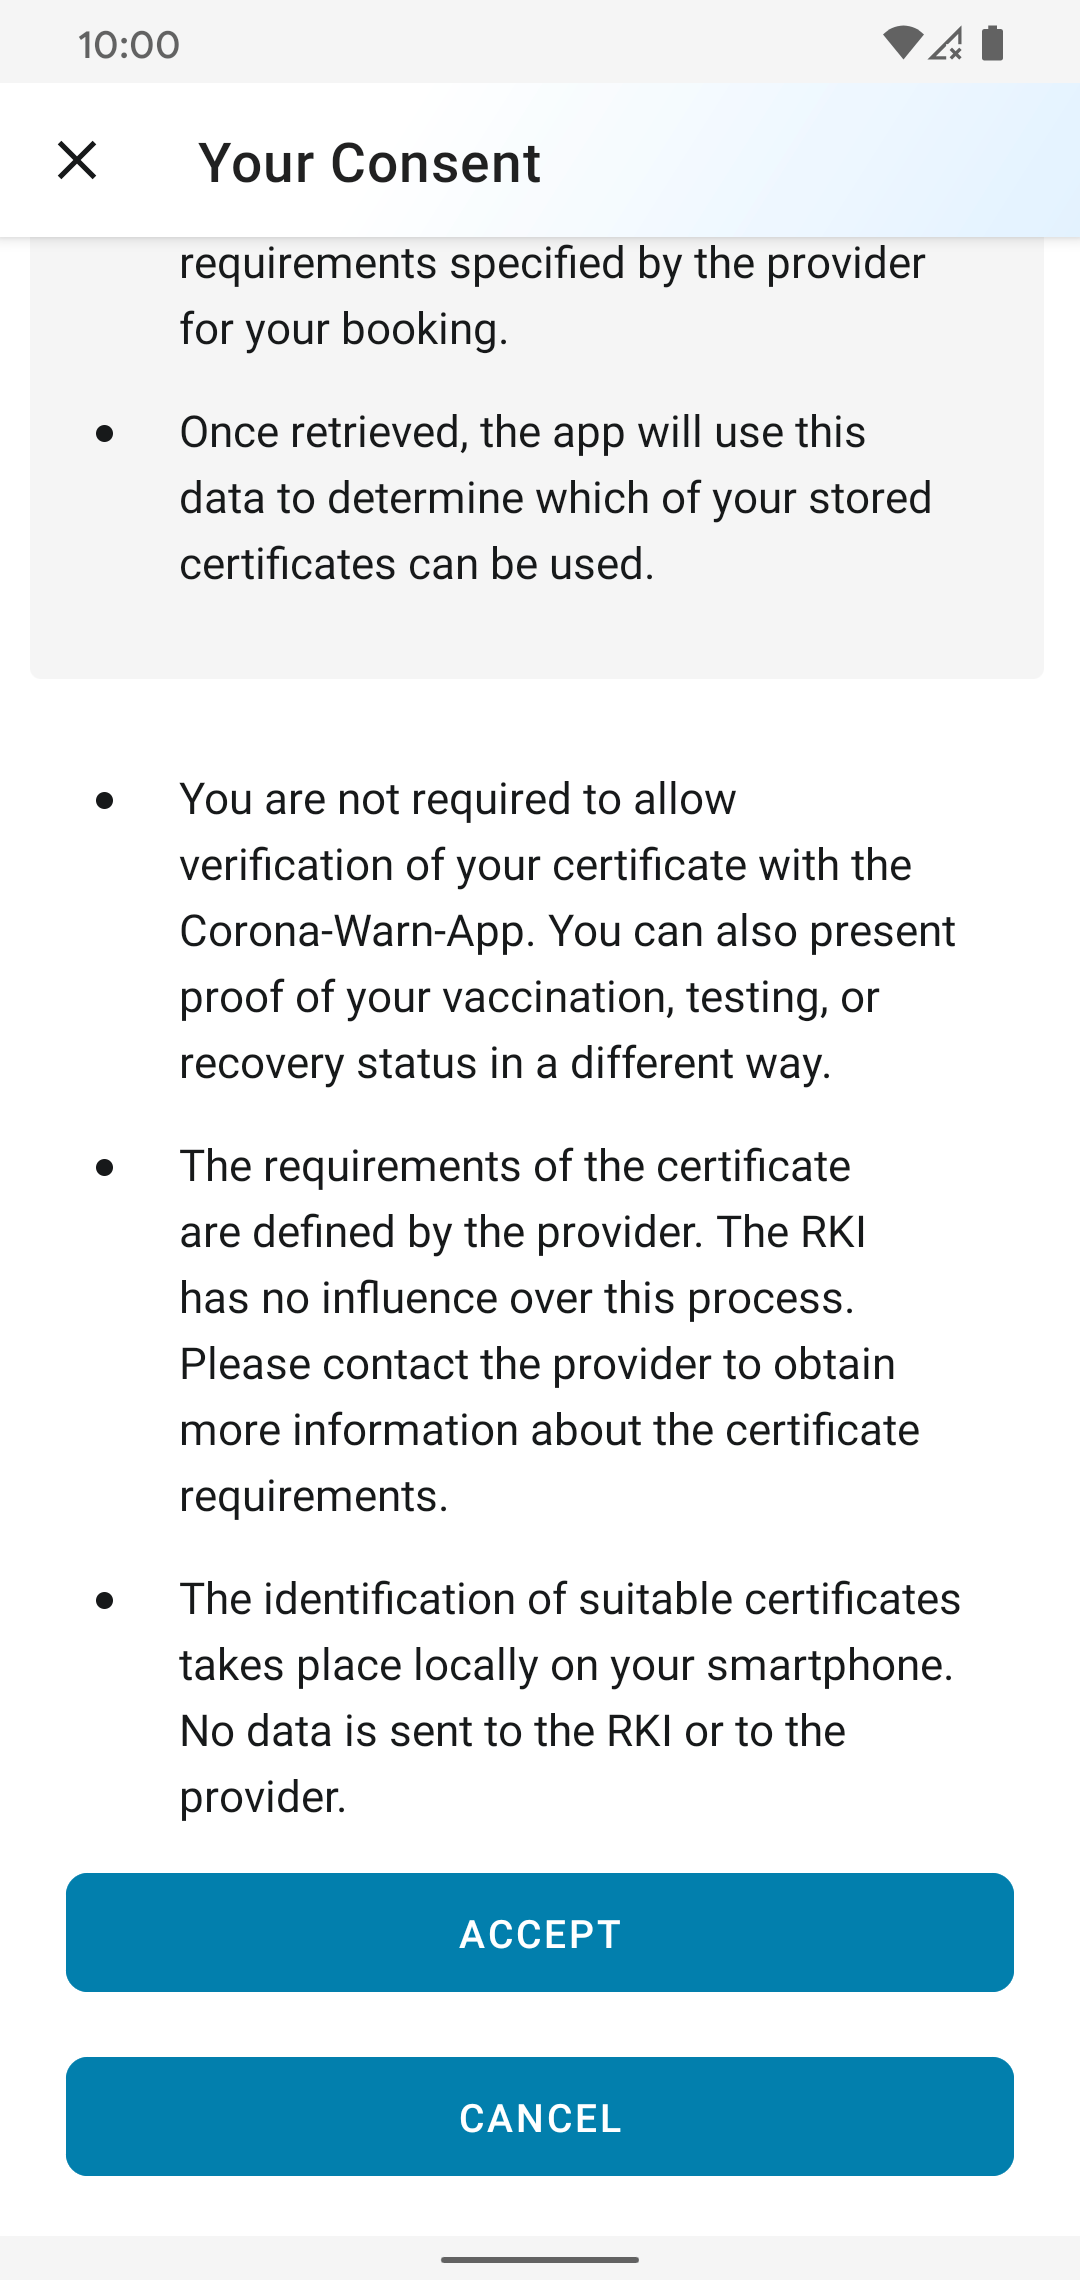 10:00
Your Consent
requirements specified by the provider
for your booking.
• Once retrieved, the app will use this
data to determine which of your stored
certificates can be used.
• You are not required to allow
verification of your certificate with the
Corona-Warn-App. You can also present
proof of your vaccination, testing, or
recovery status in a different way.
• The requirements of the certificate
are defined by the provider. The RKI
has no influence over this process.
Please contact the provider to obtain
more information about the certificate
requirements.
• The identification of suitable certificates
takes place locally on your smartphone.
No data is sent to the RKI or to the
provider.
ACCEPT
CANCEL